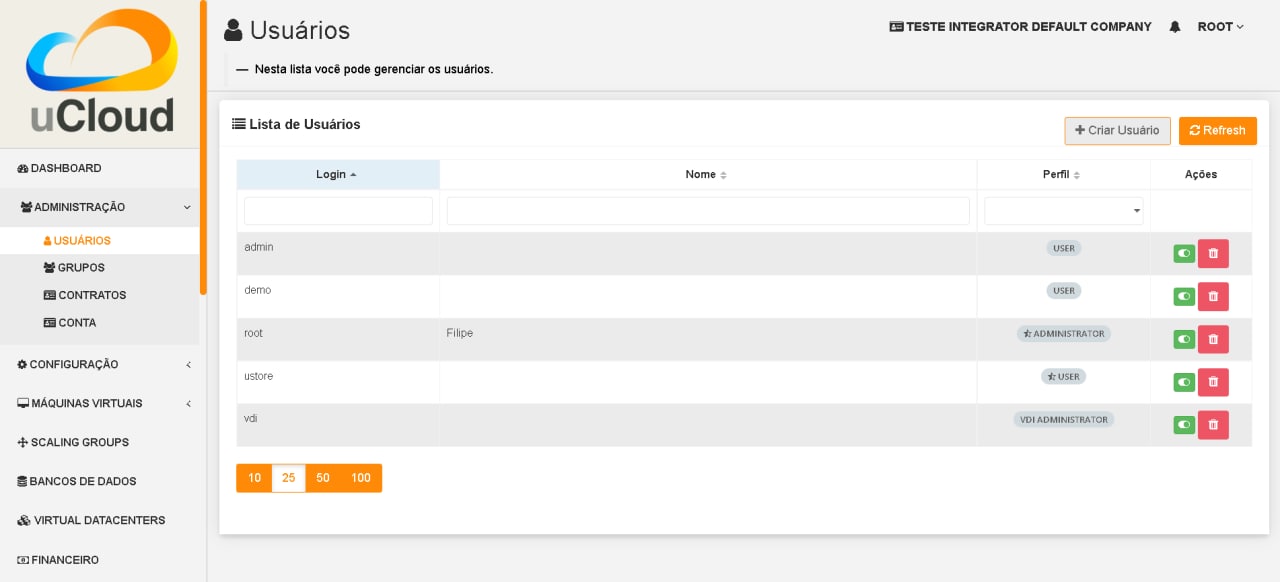 uCloud
DASHBOARD
ADMINISTRAÇÃO
USUÁRIOS
GRUPOS
CONTRATOS
CONTA
CONFIGURAÇÃO
MÁQUINAS VIRTUAIS
SCALING GROUPS
BANCOS DE DADOS
VIRTUAL DATACENTERS
FINANCEIRO
Usuários
TESTE INTEGRATOR DEFAULT COMPANY ROOT
— Nesta lista você pode gerenciar os usuários.
Lista de Usuários
Criar Usuário Refresh
Login Nome Perfil Ações
admin USER
demo USER
root Filipe ADMINISTRATOR
ustore USER
vdi VDI ADMINISTRATOR
10 25 50 100